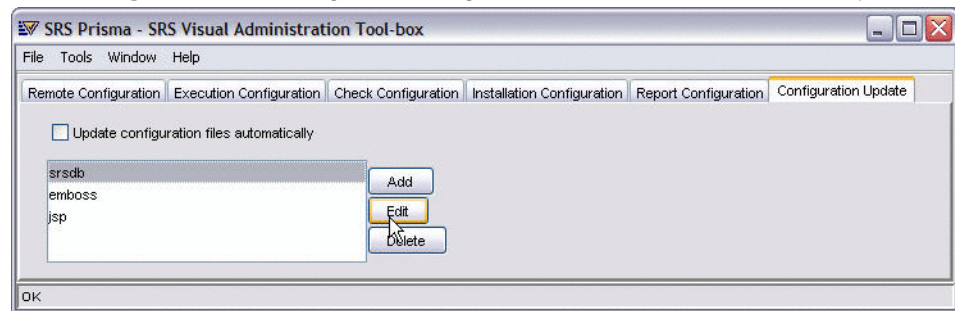 SRS Prisma - SRS Visual Administration Tool-box
File Tools Window Help
Remote Configuration Execution Configuration Check Configuration Installation Configuration Report Configuration Configuration Update
Update configuration files automatically
srsdb
emboss
jsp
Add
Edit
Delete
OK